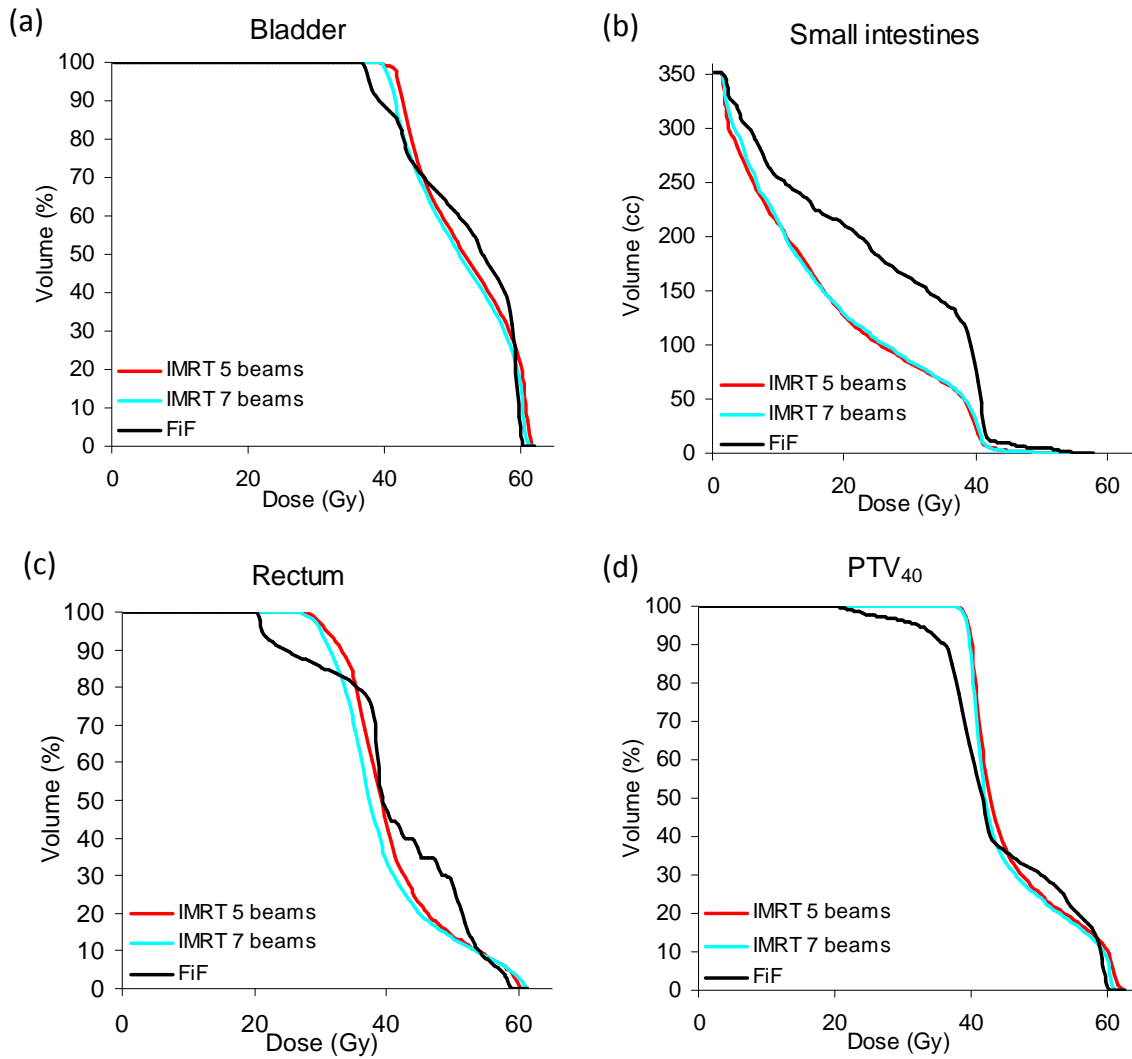 (a)
Bladder
100
90
80
70
60
50
40
30
20
10
0
Volume (%)
IMRT 5 beams
IMRT 7 beams
FiF
0 20 40 60
Dose (Gy)
(b)
Small intestines
350
300
250
200
150
100
50
0
Volume (cc)
IMRT 5 beams
IMRT 7 beams
FiF
0 20 40 60
Dose (Gy)
(c)
Rectum
100
90
80
70
60
50
40
30
20
10
0
Volume (%)
IMRT 5 beams
IMRT 7 beams
FiF
0 20 40 60
Dose (Gy)
(d)
PTV₄₀
100
90
80
70
60
50
40
30
20
10
0
Volume (%)
IMRT 5 beams
IMRT 7 beams
FiF
0 20 40 60
Dose (Gy)